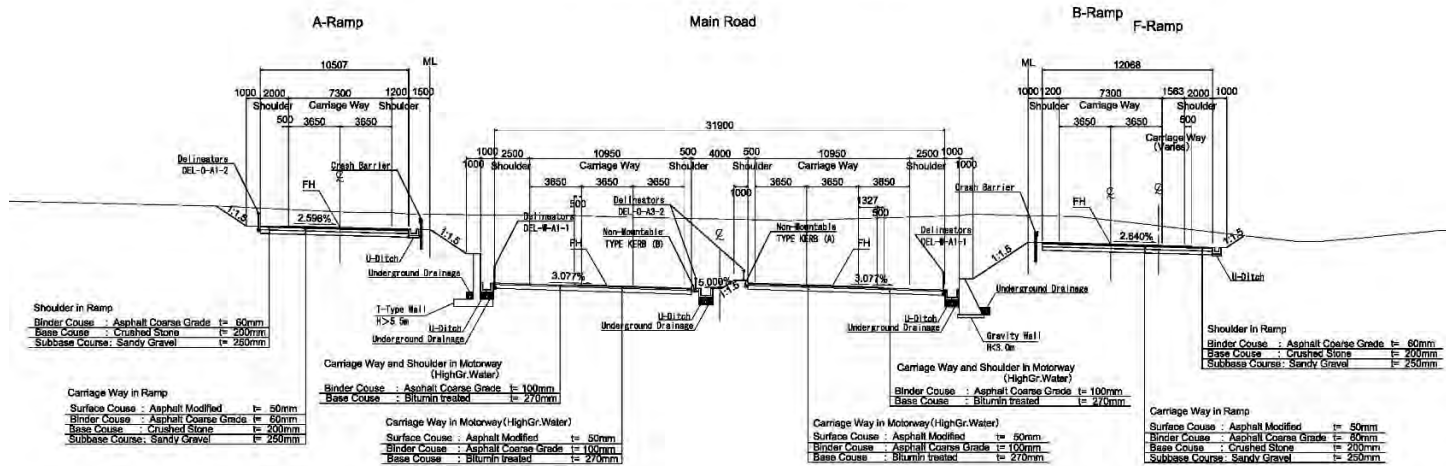 A-Ramp
Main Road
B-Ramp
F-Ramp
10507
ML
1000 2000 7300 1200 1500
Shoulder Carriage Way Shoulder
500 3650 3650
Delineators
DEL-O-A1-2
Crash Barrier
FH
2.598%
1:1.5
1:1.5
U-Ditch
Underground Drainage
T-Type Wall
H>5.5m
U-Ditch
Underground Drainage
31900
1000 1000 2500 10950 500 4000 500 10950 2500 1000 1000
Shoulder Carriage Way Shoulder Shoulder Carriage Way Shoulder
3650 3650 3650 1000 3650 3650 3650
500 1327 500
Delineators
DEL-W-A1-1
Delineators
DEL-O-A3-2
Non-Mountable
TYPE KERB (B)
Non-Mountable
TYPE KERB (A)
FH
FH
Delineators
DEL-W-A1-1
3.077%
5.000%
1:1.5
3.077%
U-Ditch
Underground Drainage
U-Ditch
Underground Drainage
Gravity Wall
H<3.0m
Underground Drainage
1:1.5
Crash Barrier
ML
12068
1000 1200 7300 1563 2000 1000
Shoulder Carriage Way Shoulder
3650 3650 500
Carriage Way
(Varies)
FH
2.640%
1:1.5
U-Ditch
Shoulder in Ramp
Binder Couse : Asphalt Coarse Grade t= 60mm
Base Couse : Crushed Stone t= 200mm
Subbase Course: Sandy Gravel t= 250mm
Carriage Way in Ramp
Surface Couse : Asphalt Modified t= 50mm
Binder Couse : Asphalt Coarse Grade t= 60mm
Base Couse : Crushed Stone t= 200mm
Subbase Course: Sandy Gravel t= 250mm
Carriage Way and Shoulder in Motorway
(HighGr.Water)
Binder Couse : Asphalt Coarse Grade t= 100mm
Base Couse : Bitumin treated t= 270mm
Carriage Way in Motorway(HighGr.Water)
Surface Couse : Asphalt Modified t= 50mm
Binder Couse : Asphalt Coarse Grade t= 100mm
Base Couse : Bitumin treated t= 270mm
Carriage Way and Shoulder in Motorway
(HighGr.Water)
Binder Couse : Asphalt Coarse Grade t= 100mm
Base Couse : Bitumin treated t= 270mm
Carriage Way in Motorway(HighGr.Water)
Surface Couse : Asphalt Modified t= 50mm
Binder Couse : Asphalt Coarse Grade t= 100mm
Base Couse : Bitumin treated t= 270mm
Shoulder in Ramp
Binder Couse : Asphalt Coarse Grade t= 60mm
Base Couse : Crushed Stone t= 200mm
Subbase Course: Sandy Gravel t= 250mm
Carriage Way in Ramp
Surface Couse : Asphalt Modified t= 50mm
Binder Couse : Asphalt Coarse Grade t= 60mm
Base Couse : Crushed Stone t= 200mm
Subbase Course: Sandy Gravel t= 250mm